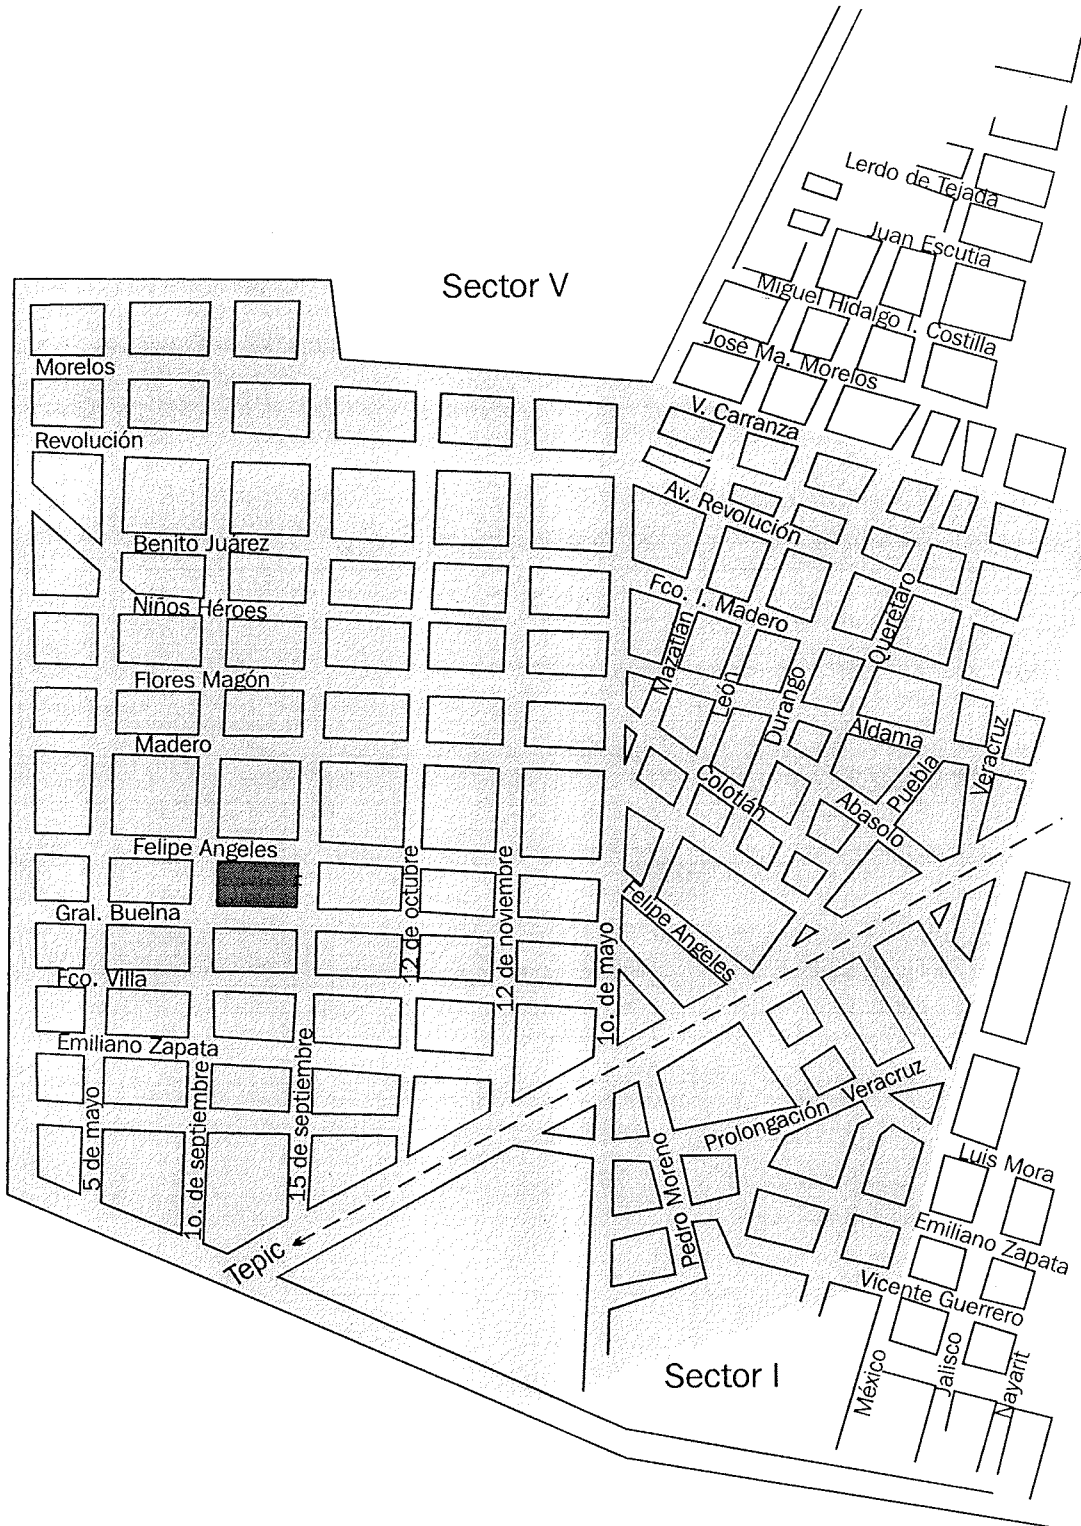 Lerdo de Tejada
Juan Escutia
Sector V
Miguel Hidalgo I. Costilla
José Ma. Morelos
Morelos
V. Carranza
Revolución
Av. Revolución
Benito Juárez
Fco. I. Madero
Niños Héroes
Querétaro
Mazatlán
Flores Magón
León
Durango
Aldama
Veracruz
Madero
Colotlán
Puebla
Abasolo
Felipe Angeles
12 de octubre
12 de noviembre
Gral. Buelna
Felipe Angeles
1o. de mayo
Fco. Villa
Emiliano Zapata
5 de mayo
1o. de septiembre
15 de septiembre
Prolongación Veracruz
Pedro Moreno
Luis Mora
Emiliano Zapata
Tepic
Vicente Guerrero
Sector I
México
Jalisco
Nayarit